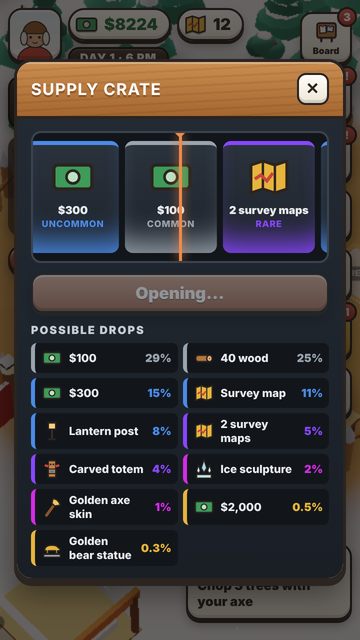 $8224
12
3
Board
DAY 1 · 6 PM
SUPPLY CRATE
$300
UNCOMMON
$100
COMMON
2 survey maps
RARE
Opening...
POSSIBLE DROPS
$100 29%
40 wood 25%
$300 15%
Survey map 11%
Lantern post 8%
2 survey
maps 5%
Carved totem 4%
Ice sculpture 2%
Golden axe
skin 1%
$2,000 0.5%
Golden
bear statue 0.3%
Chop 3 trees with
your axe